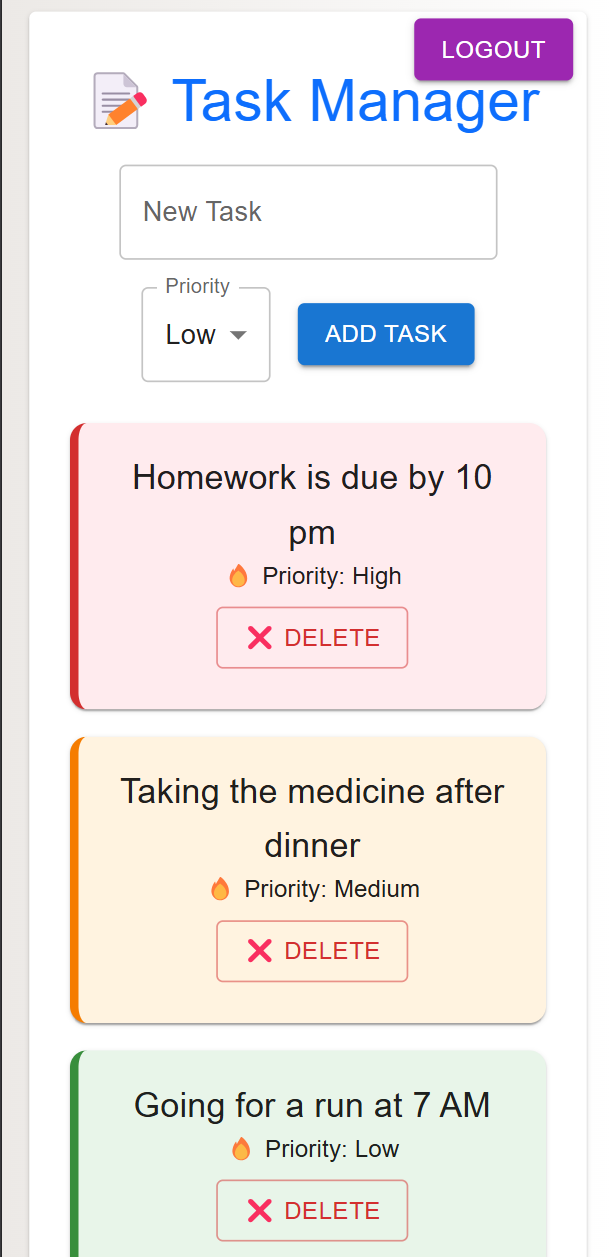 LOGOUT
Task Manager
New Task
Priority
Low
ADD TASK
Homework is due by 10
pm
Priority: High
DELETE
Taking the medicine after
dinner
Priority: Medium
DELETE
Going for a run at 7 AM
Priority: Low
DELETE